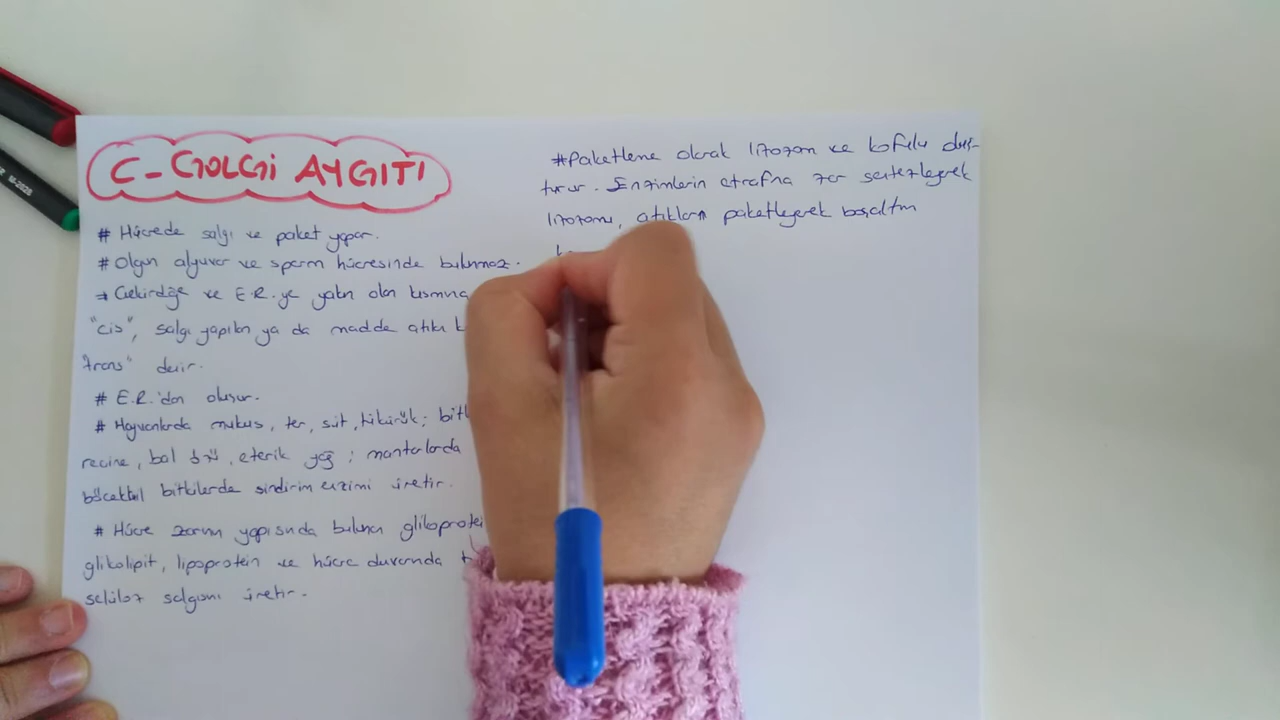 C- GOLGi AYGITI
# Hücrede salgı ve paket yapar.
# Olgun alyuvar ve sperm hücresinde bulunmaz.
→ Çekirdeğe ve E.R.ye yakın olan kısmına
"cis", salgı yapılan ya da madde atılan
trans" denir.
# E.R.'den oluşur.
# Hayvanlarda mukus, ter, süt, tükürük; bitk
reçine, bal özü, eterik yağ; mantarlarda
böcekçil bitkilerde sindirim enzimi üretir.
# Hücre zarının yapısında bulunan glikoprotei
glikolipit, lipoprotein ve hücre duvarında
selüloz salgısını üretir.
#Paketleme olarak lizozom ve kofulu oluş-
turur. Enzimlerin etrafına zar sentezleyerek
lizozomu, atıkları paketleyerek boşaltım